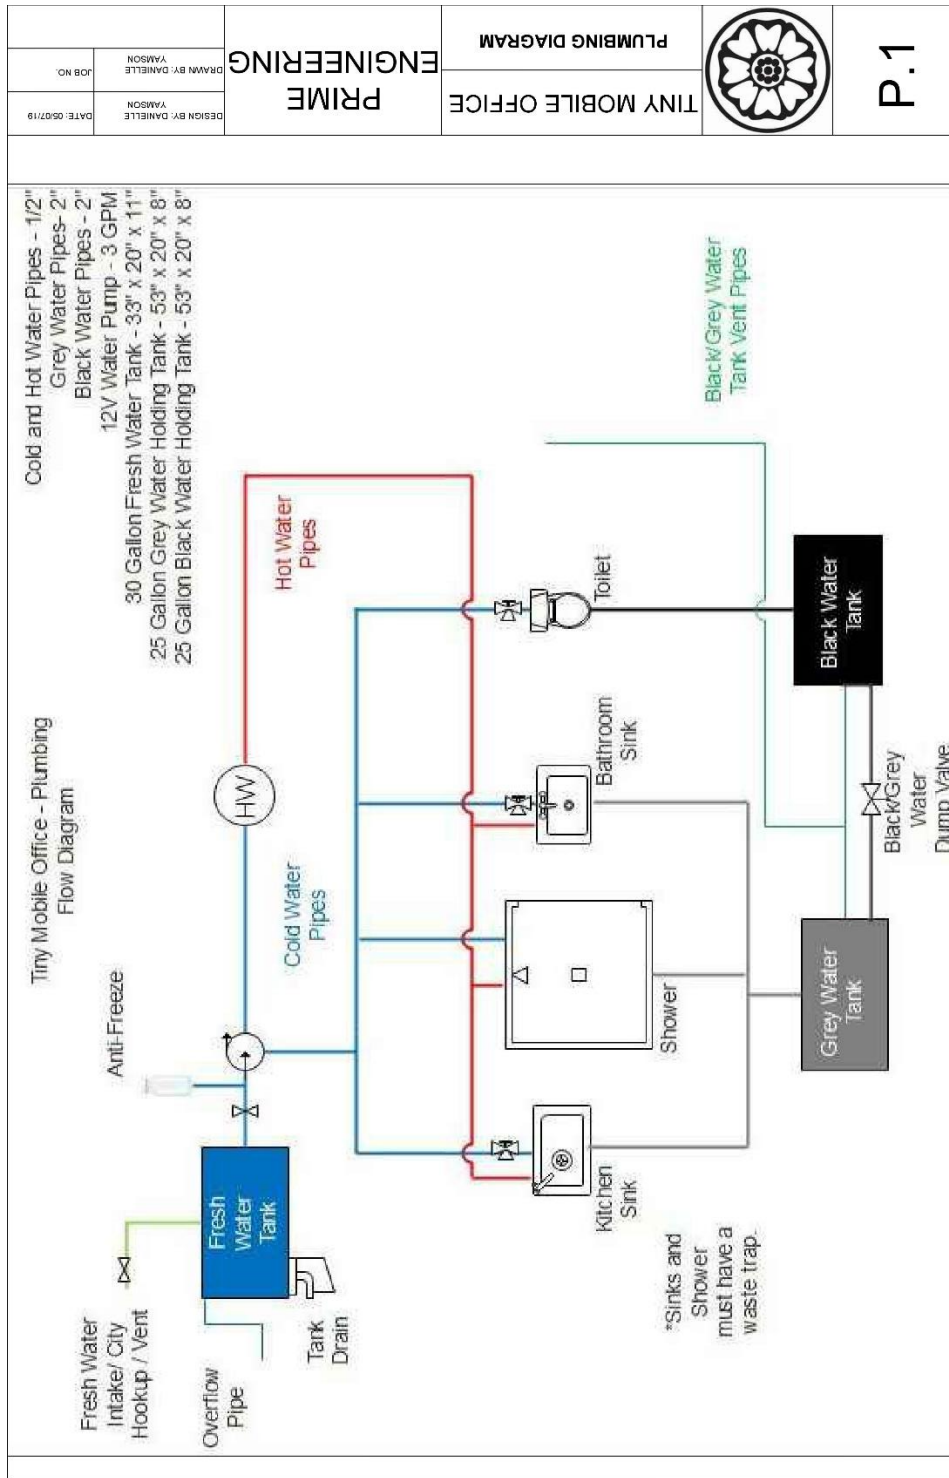 Tiny Mobile Office - Plumbing
Flow Diagram
Cold and Hot Water Pipes - 1/2"
Grey Water Pipes- 2"
Black Water Pipes - 2"
12V Water Pump - 3 GPM
30 Gallon Fresh Water Tank - 33" x 20" x 11"
25 Gallon Grey Water Holding Tank - 53" x 20" x 8"
25 Gallon Black Water Holding Tank - 53" x 20" x 8"
Fresh Water
Intake/ City
Hookup / Vent
Anti-Freeze
Overflow
Pipe
Fresh
Water
Tank
Tank
Drain
HW
Cold Water
Pipes
Hot Water
Pipes
Kitchen
Sink
Shower
Bathroom
Sink
Toilet
*Sinks and
Shower
must have a
waste trap.
Black/Grey Water
Tank Vent Pipes
Grey Water
Tank
Black/Grey
Water
Dump Valve
Black Water
Tank
P.1
TINY MOBILE OFFICE
PLUMBING DIAGRAM
PRIME
ENGINEERING
DESIGN BY: DANIELLE
YAMSON
DRAWN BY: DANIELLE
YAMSON
DATE: 05/07/19
JOB NO.